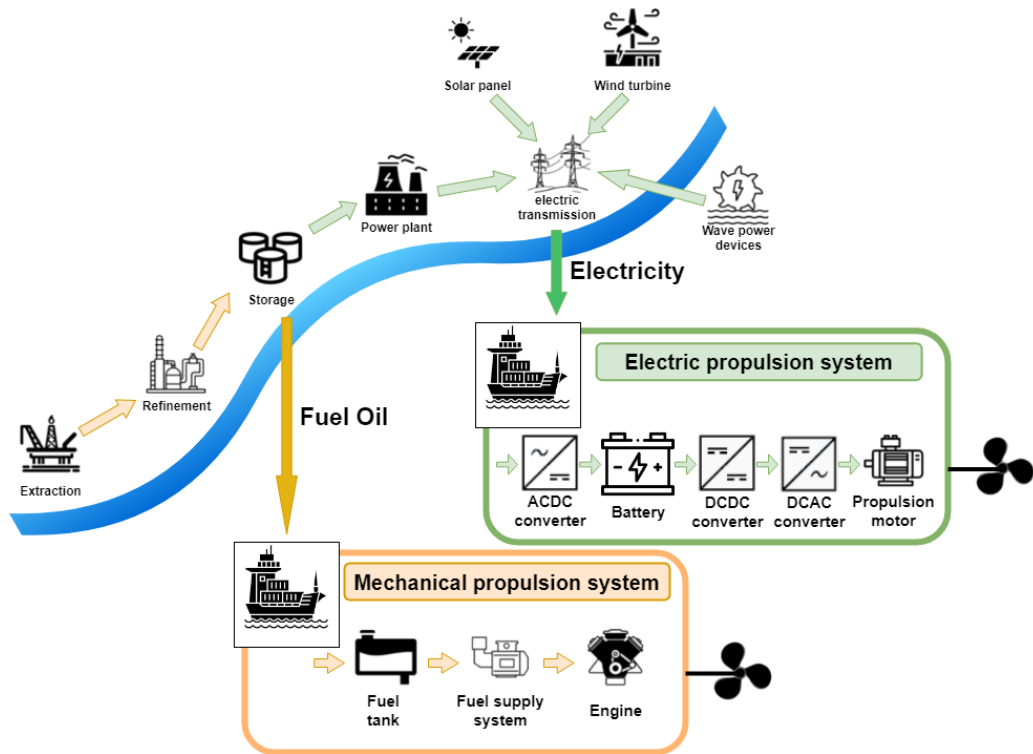 Solar panel
Wind turbine
electric
transmission
Power plant
Wave power
devices
Storage
Electricity
Refinement
Electric propulsion system
Fuel Oil
Extraction
ACDC
converter
Battery
DCDC
converter
DCAC
converter
Propulsion
motor
Mechanical propulsion system
Fuel
tank
Fuel supply
system
Engine